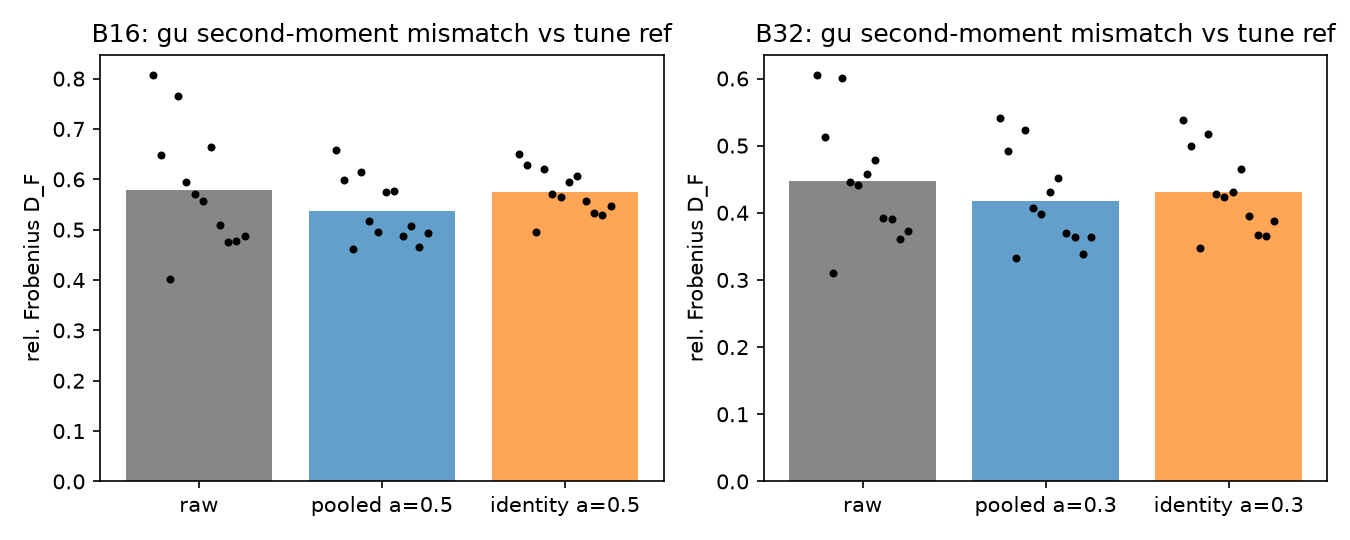 B16: gu second-moment mismatch vs tune ref
rel. Frobenius D_F
0.8
0.7
0.6
0.5
0.4
0.3
0.2
0.1
0.0
raw
pooled a=0.5
identity a=0.5
B32: gu second-moment mismatch vs tune ref
rel. Frobenius D_F
0.6
0.5
0.4
0.3
0.2
0.1
0.0
raw
pooled a=0.3
identity a=0.3